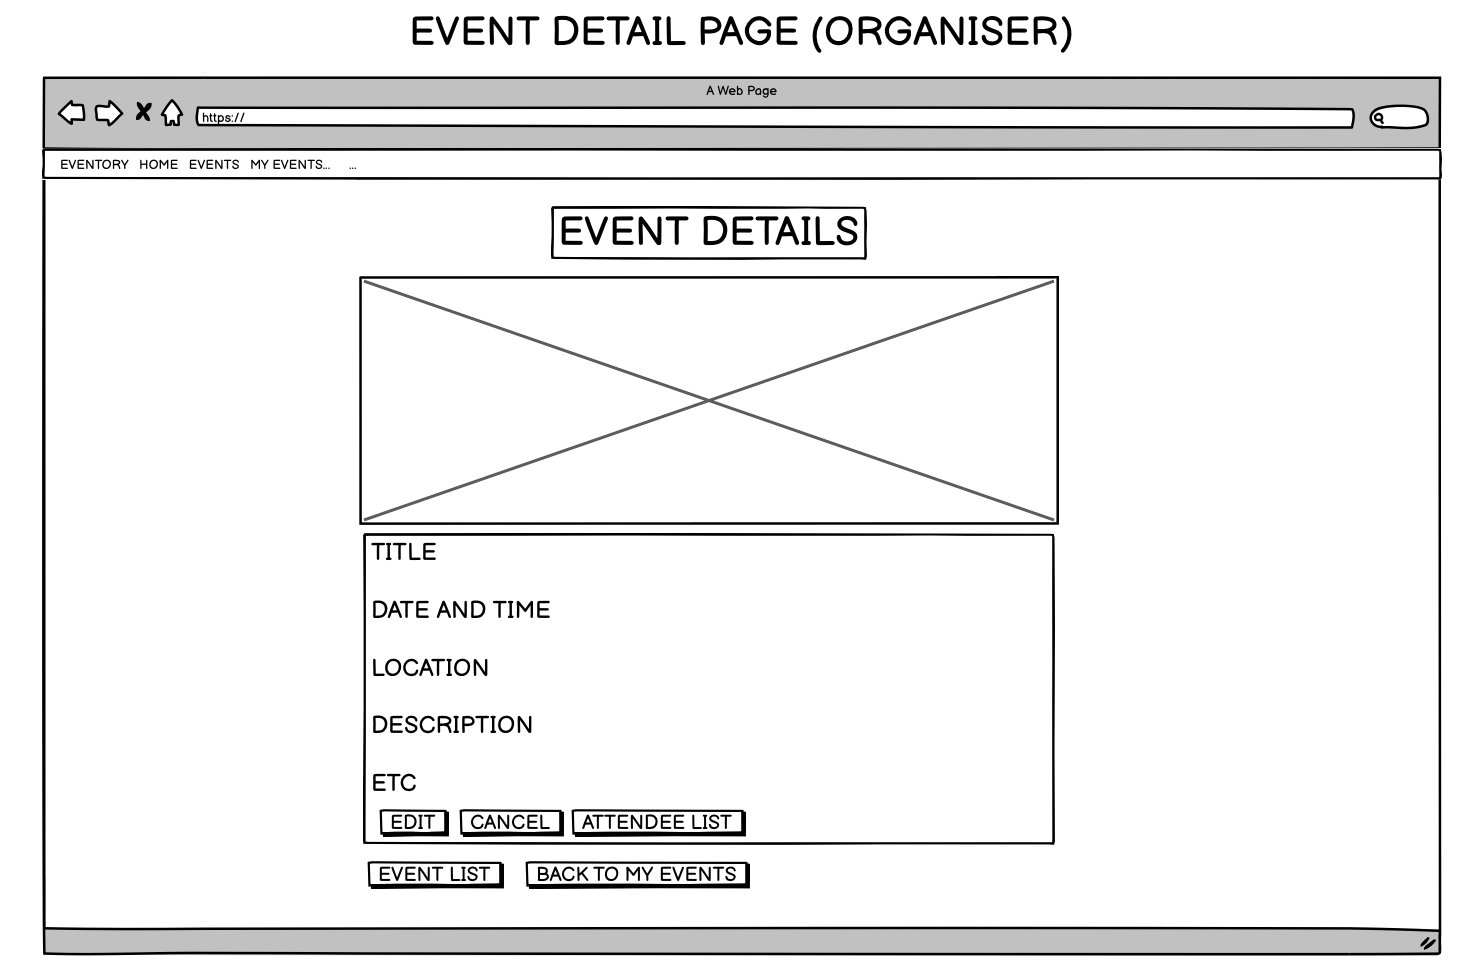 EVENT DETAIL PAGE (ORGANISER)
A Web Page
https://
EVENTORY HOME EVENTS MY EVENTS... ...
EVENT DETAILS
TITLE
DATE AND TIME
LOCATION
DESCRIPTION
ETC
EDIT CANCEL ATTENDEE LIST
EVENT LIST BACK TO MY EVENTS